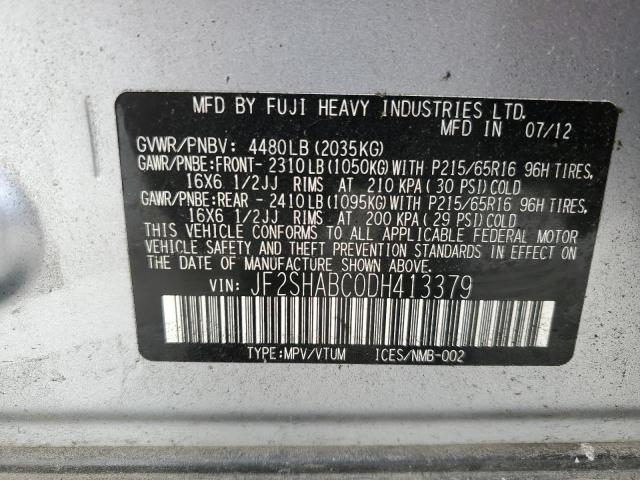 MFD BY FUJI HEAVY INDUSTRIES LTD.
MFD IN 07/12
GVWR/PNBV: 4480LB(2035KG)
GAWR/PNBE:FRONT- 2310LB(1050KG)WITH P215/65R16 96H TIRES,
16X6 1/2JJ RIMS AT 210 KPA( 30 PSI)COLD
GAWR/PNBE:REAR - 2410LB(1095KG)WITH P215/65R16 96H TIRES,
16X6 1/2JJ RIMS AT 200 KPA( 29 PSI)COLD
THIS VEHICLE CONFORMS TO ALL APPLICABLE FEDERAL MOTOR
VEHICLE SAFETY AND THEFT PREVENTION STANDARDS IN EFFECT ON
THE DATE OF MANUFACTURE SHOWN ABOVE.
VIN: JF2SHABC0DH413379
TYPE:MPV/VTUM ICES/NMB-002